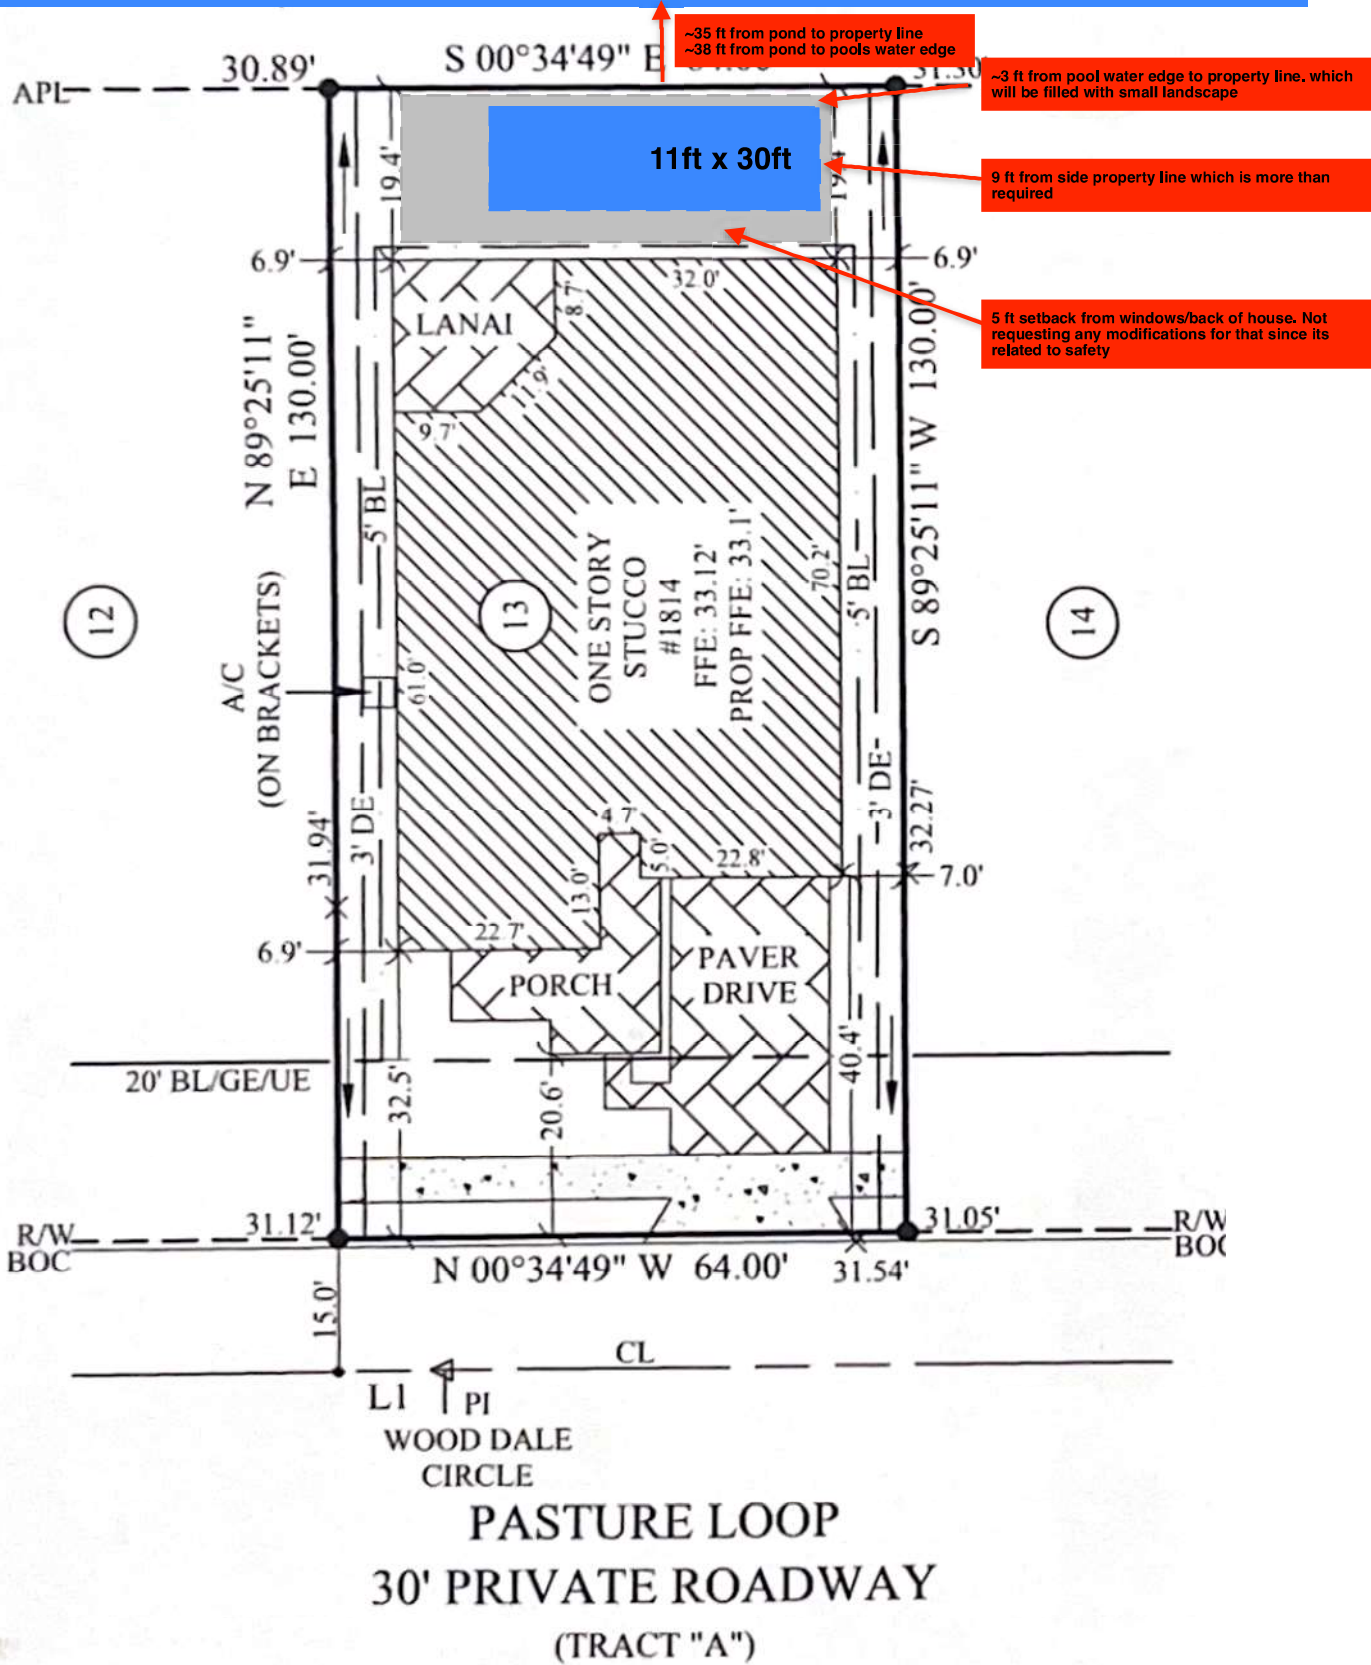 ~35 ft from pond to property line
~38 ft from pond to pools water edge
S 00°34'49" E
30.89'
31.30'
APL
~3 ft from pool water edge to property line, which
will be filled with small landscape
11ft x 30ft
19.4'
9 ft from side property line which is more than
required
6.9'
6.9'
32.0'
8.7'
LANAI
11.9'
9.7'
5 ft setback from windows/back of house. Not
requesting any modifications for that since its
related to safety
N 89°25'11"
E 130.00'
S 89°25'11" W 130.00'
5' BL
5' BL
12
13
14
ONE STORY
STUCCO
#1814
FFE: 33.12'
PROP FFE: 33.1'
70.2'
61.0'
A/C
(ON BRACKETS)
3' DE
3' DE
31.94'
32.27'
4.7'
5.0'
22.8'
7.0'
13.0'
22.7'
6.9'
PORCH
PAVER
DRIVE
20' BL/GE/UE
32.5'
20.6'
40.4'
R/W
BOC
31.12'
31.05'
R/W
N 00°34'49" W 64.00'
31.54'
15.0'
CL
L1
PI
WOOD DALE
CIRCLE
PASTURE LOOP
30' PRIVATE ROADWAY
(TRACT "A")